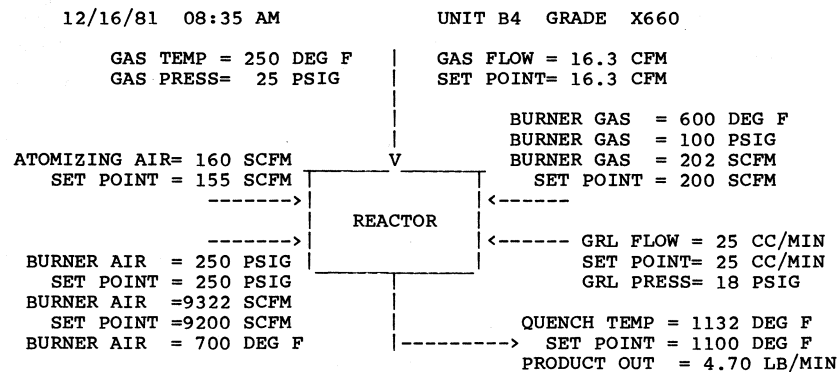 12/16/81 08:35 AM UNIT B4 GRADE X660
GAS TEMP = 250 DEG F | GAS FLOW = 16.3 CFM
GAS PRESS= 25 PSIG | SET POINT= 16.3 CFM
BURNER GAS = 600 DEG F
BURNER GAS = 100 PSIG
ATOMIZING AIR= 160 SCFM V BURNER GAS = 202 SCFM
SET POINT = 155 SCFM SET POINT = 200 SCFM
-------> <------
REACTOR
-------> <------ GRL FLOW = 25 CC/MIN
BURNER AIR = 250 PSIG SET POINT= 25 CC/MIN
SET POINT = 250 PSIG GRL PRESS= 18 PSIG
BURNER AIR =9322 SCFM
SET POINT =9200 SCFM QUENCH TEMP = 1132 DEG F
BURNER AIR = 700 DEG F |----------> SET POINT = 1100 DEG F
PRODUCT OUT = 4.70 LB/MIN